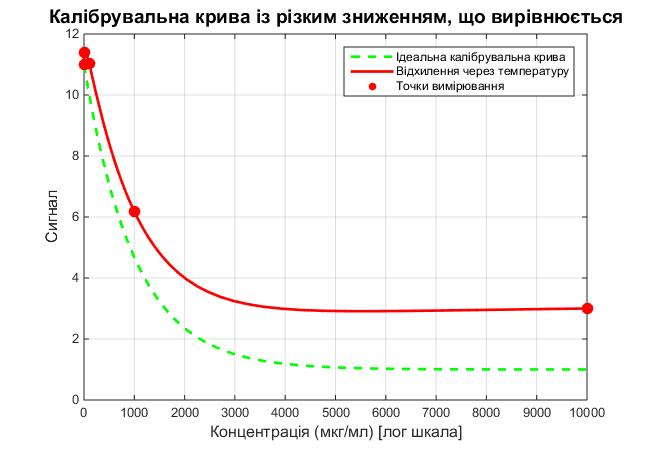 Калібрувальна крива із різким зниженням, що вирівнюється
12
10
8
6
4
2
0
Сигнал
Ідеальна калібрувальна крива
Відхилення через температуру
Точки вимірювання
0 1000 2000 3000 4000 5000 6000 7000 8000 9000 10000
Концентрація (мкг/мл) [лог шкала]